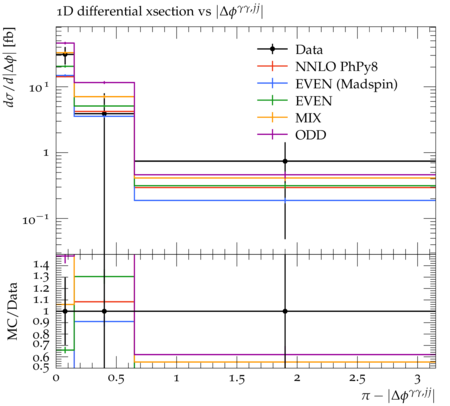 1D differential xsection vs |Δϕ^{γγ,jj}|
dσ/d|Δϕ| [fb]
Data
NNLO PhPy8
EVEN (Madspin)
EVEN
MIX
ODD
10^1
1
10^{−1}
MC/Data
1.4
1.3
1.2
1.1
1
0.9
0.8
0.7
0.6
0.5
0 0.5 1 1.5 2 2.5 3
π − |Δϕ^{γγ,jj}|